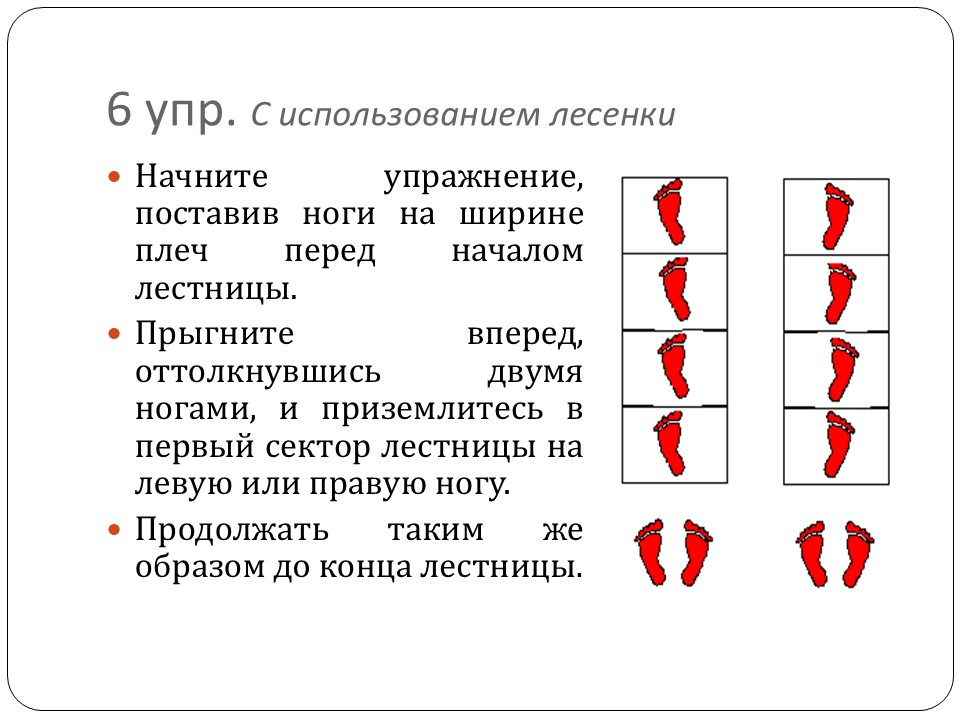 6 упр. С использованием лесенки
• Начните упражнение,
поставив ноги на ширине
плеч перед началом
лестницы.
• Прыгните вперед,
оттолкнувшись двумя
ногами, и приземлитесь в
первый сектор лестницы на
левую или правую ногу.
• Продолжать таким же
образом до конца лестницы.